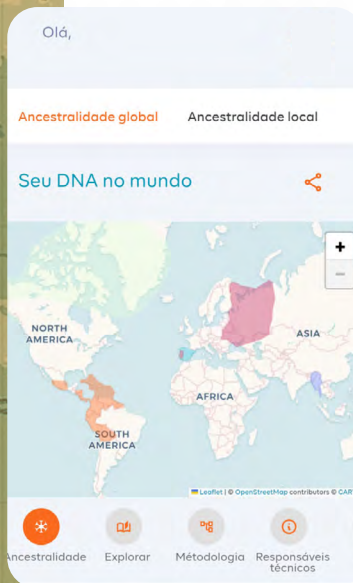 Olá,
Ancestralidade global Ancestralidade local
Seu DNA no mundo
+
−
NORTH
AMERICA
ASIA
AFRICA
SOUTH
AMERICA
Leaflet | © OpenStreetMap contributors © CAR
Ancestralidade Explorar Métodologia Responsáveis
técnicos